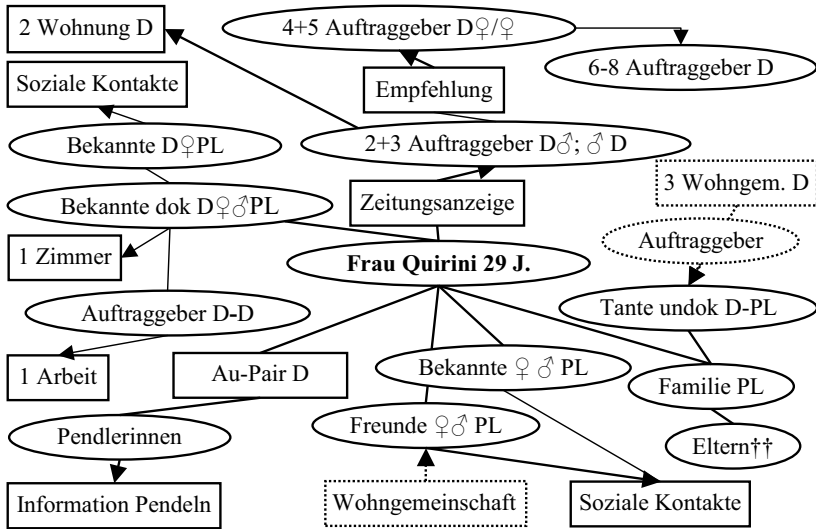 2 Wohnung D
4+5 Auftraggeber D♀/♀
6-8 Auftraggeber D
Soziale Kontakte
Empfehlung
Bekannte D♀PL
2+3 Auftraggeber D♂; ♂ D
3 Wohngem. D
Bekannte dok D♀♂PL
Zeitungsanzeige
Auftraggeber
1 Zimmer
Frau Quirini 29 J.
Auftraggeber D-D
Tante undok D-PL
1 Arbeit
Au-Pair D
Bekannte ♀ ♂ PL
Familie PL
Pendlerinnen
Freunde ♀♂ PL
Eltern††
Information Pendeln
Wohngemeinschaft
Soziale Kontakte